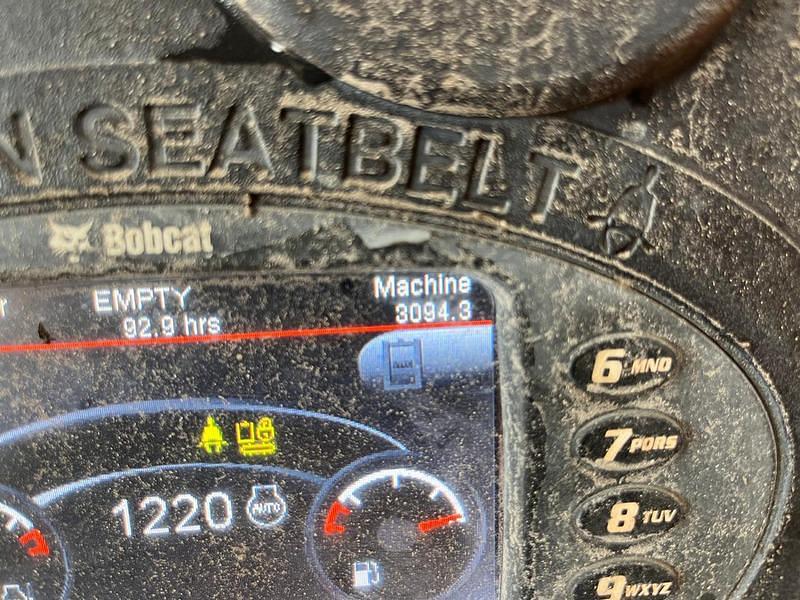 N SEATBELT
Bobcat
r EMPTY Machine
92.9 hrs 3094.3
6 MNO
7 PQRS
1220 AUTO
8 TUV
9 WXYZ